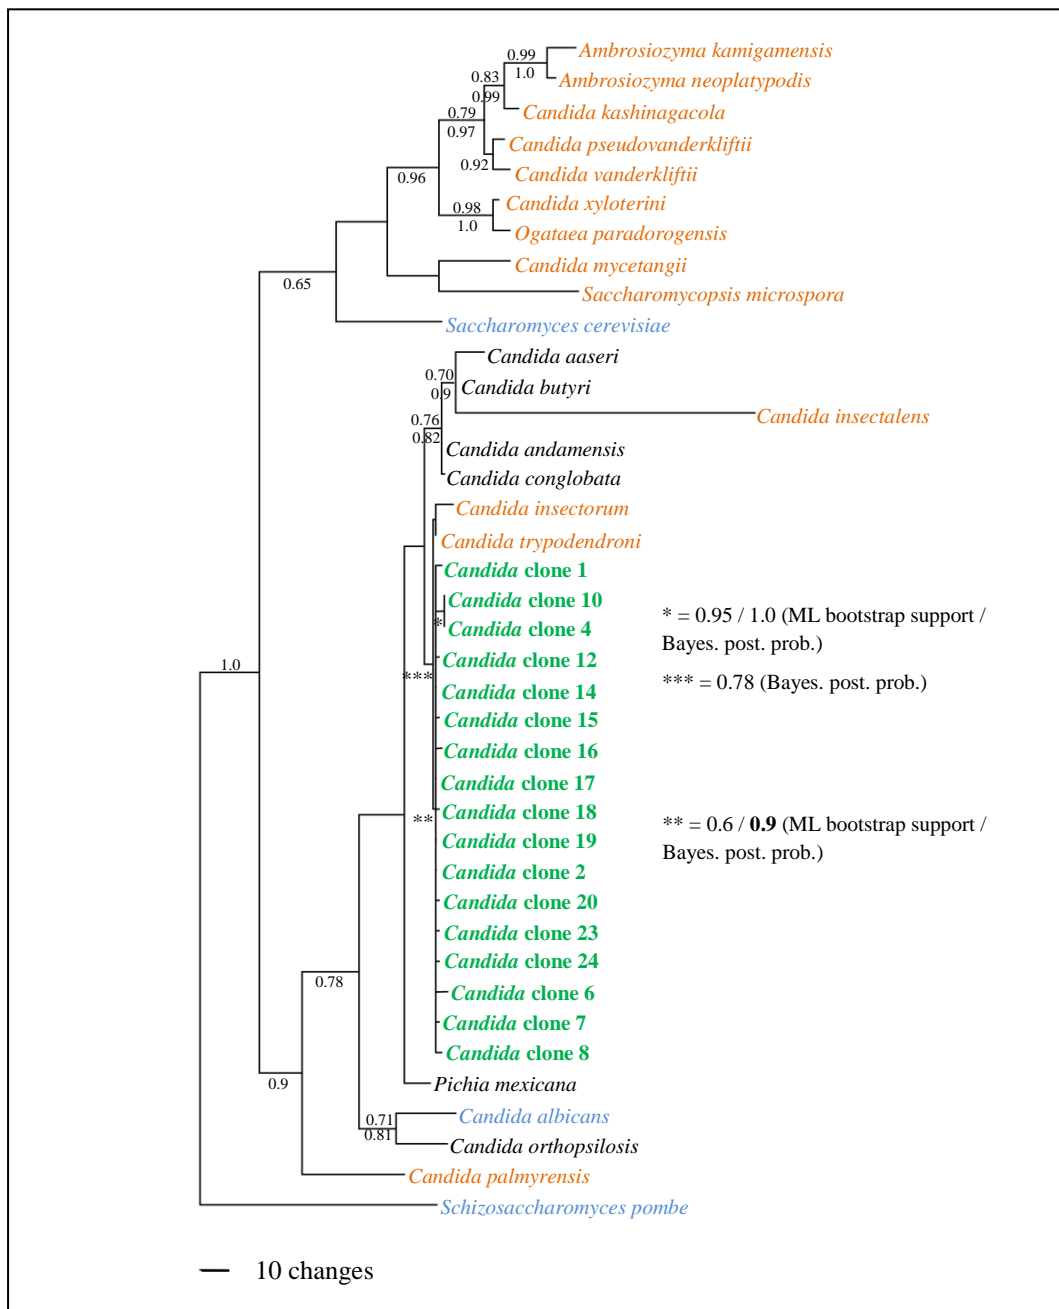 Ambrosiozyma kamigamensis
0.99
1.0
Ambrosiozyma neoplatypodis
0.83
0.99
Candida kashinagacola
0.79
0.97
Candida pseudovanderkliftii
0.92
Candida vanderkliftii
0.96
Candida xyloterini
0.98
1.0
Ogataea paradorogensis
Candida mycetangii
0.65
Saccharomycopsis microspora
Saccharomyces cerevisiae
Candida aaseri
0.70
0.9
Candida butyri
Candida insectalens
0.76
0.82
Candida andamensis
Candida conglobata
Candida insectorum
Candida trypodendroni
Candida clone 1
Candida clone 10
*
Candida clone 4
* = 0.95 / 1.0 (ML bootstrap support /
Bayes. post. prob.)
Candida clone 12
1.0
***
*** = 0.78 (Bayes. post. prob.)
Candida clone 14
Candida clone 15
Candida clone 16
Candida clone 17
Candida clone 18
**
** = 0.6 / 0.9 (ML bootstrap support /
Bayes. post. prob.)
Candida clone 19
Candida clone 2
Candida clone 20
Candida clone 23
Candida clone 24
0.78
Candida clone 6
Candida clone 7
Candida clone 8
0.9
Pichia mexicana
Candida albicans
0.71
0.81
Candida orthopsilosis
Candida palmyrensis
Schizosaccharomyces pombe
10 changes